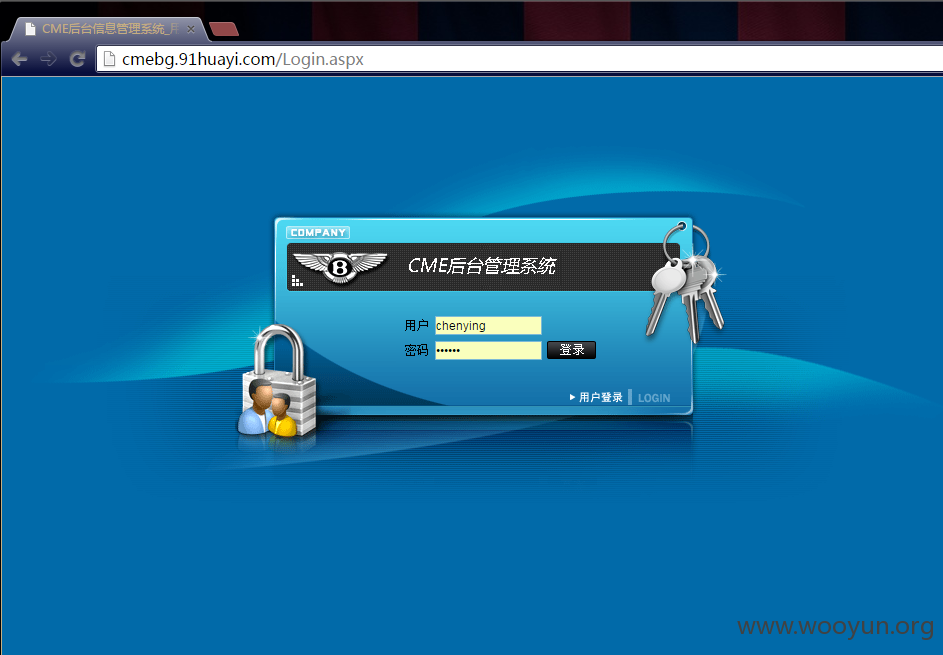 CME后台信息管理系统_用
cmebg.91huayi.com/Login.aspx
COMPANY
B
CME后台管理系统
用户 chenying
密码 ••••••
登录
用户登录 LOGIN
www.wooyun.org